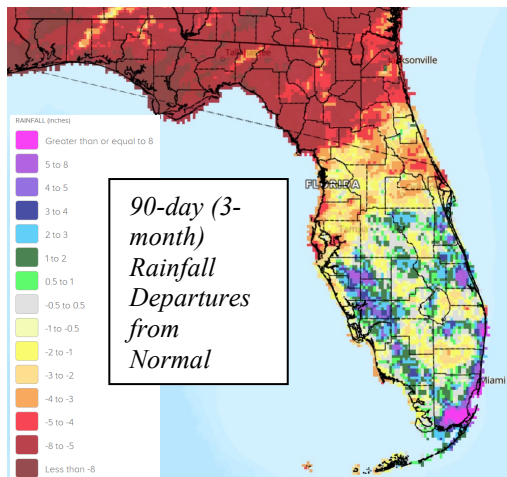 Jacksonville
RAINFALL (inches)
Greater than or equal to 8
5 to 8
4 to 5
3 to 4
2 to 3
1 to 2
0.5 to 1
-0.5 to 0.5
-1 to -0.5
-2 to -1
-3 to -2
-4 to -3
-5 to -4
-8 to -5
Less than -8
90-day (3-
month)
Rainfall
Departures
from
Normal
FLORIDA
Miami